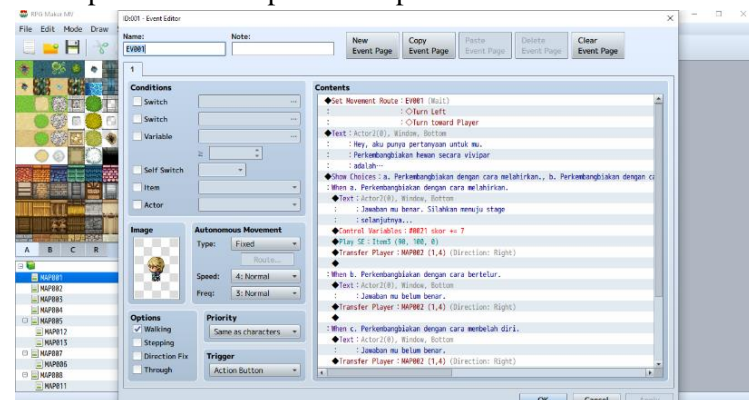 RPG Maker MV
File Edit Mode Draw
ID:001 - Event Editor
Name:
EV001
Note:
New
Event Page
Copy
Event Page
Paste
Event Page
Delete
Event Page
Clear
Event Page
1
Conditions
Switch
Switch
Variable
≥
Self Switch
Item
Actor
Image
Autonomous Movement
Type: Fixed
Route...
Speed: 4: Normal
Freq: 3: Normal
Options
Walking
Stepping
Direction Fix
Through
Priority
Same as characters
Trigger
Action Button
Contents
◆Set Movement Route : EV001 (Wait)
: : ◇Turn Left
: : ◇Turn toward Player
◆Text : Actor2(0), Window, Bottom
: : Hey, aku punya pertanyaan untuk mu.
: : Perkembangbiakan hewan secara vivipar
: : adalah…
◆Show Choices : a. Perkembangbiakan dengan cara melahirkan., b. Perkembangbiakan dengan ca
: When a. Perkembangbiakan dengan cara melahirkan.
◆Text : Actor2(0), Window, Bottom
: : Jawaban mu benar. Silahkan menuju stage
: : selanjutnya...
◆Control Variables : #0021 skor += 7
◆Play SE : Item3 (90, 100, 0)
◆Transfer Player : MAP002 (1,4) (Direction: Right)
◆
: When b. Perkembangbiakan dengan cara bertelur.
◆Text : Actor2(0), Window, Bottom
: : Jawaban mu belum benar.
◆Transfer Player : MAP002 (1,4) (Direction: Right)
◆
: When c. Perkembangbiakan dengan cara membelah diri.
◆Text : Actor2(0), Window, Bottom
: : Jawaban mu belum benar.
◆Transfer Player : MAP002 (1,4) (Direction: Right)
A B C R
MAP001
MAP002
MAP003
MAP004
MAP005
MAP012
MAP013
MAP007
MAP006
MAP008
MAP011
OK Cancel Apply